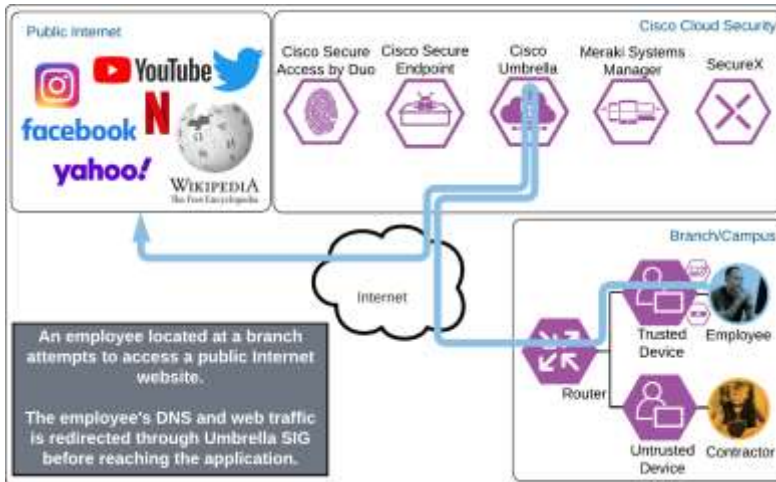 Public Internet
YouTube
facebook
N
yahoo!
WIKIPEDIA
The Free Encyclopedia
Cisco Cloud Security
Cisco Secure
Access by Duo
Cisco Secure
Endpoint
Cisco
Umbrella
Meraki Systems
Manager
SecureX
Internet
Branch/Campus
Trusted
Device
Employee
Router
Untrusted
Device
Contractor
An employee located at a branch
attempts to access a public Internet
website.
The employee's DNS and web traffic
is redirected through Umbrella SIG
before reaching the application.